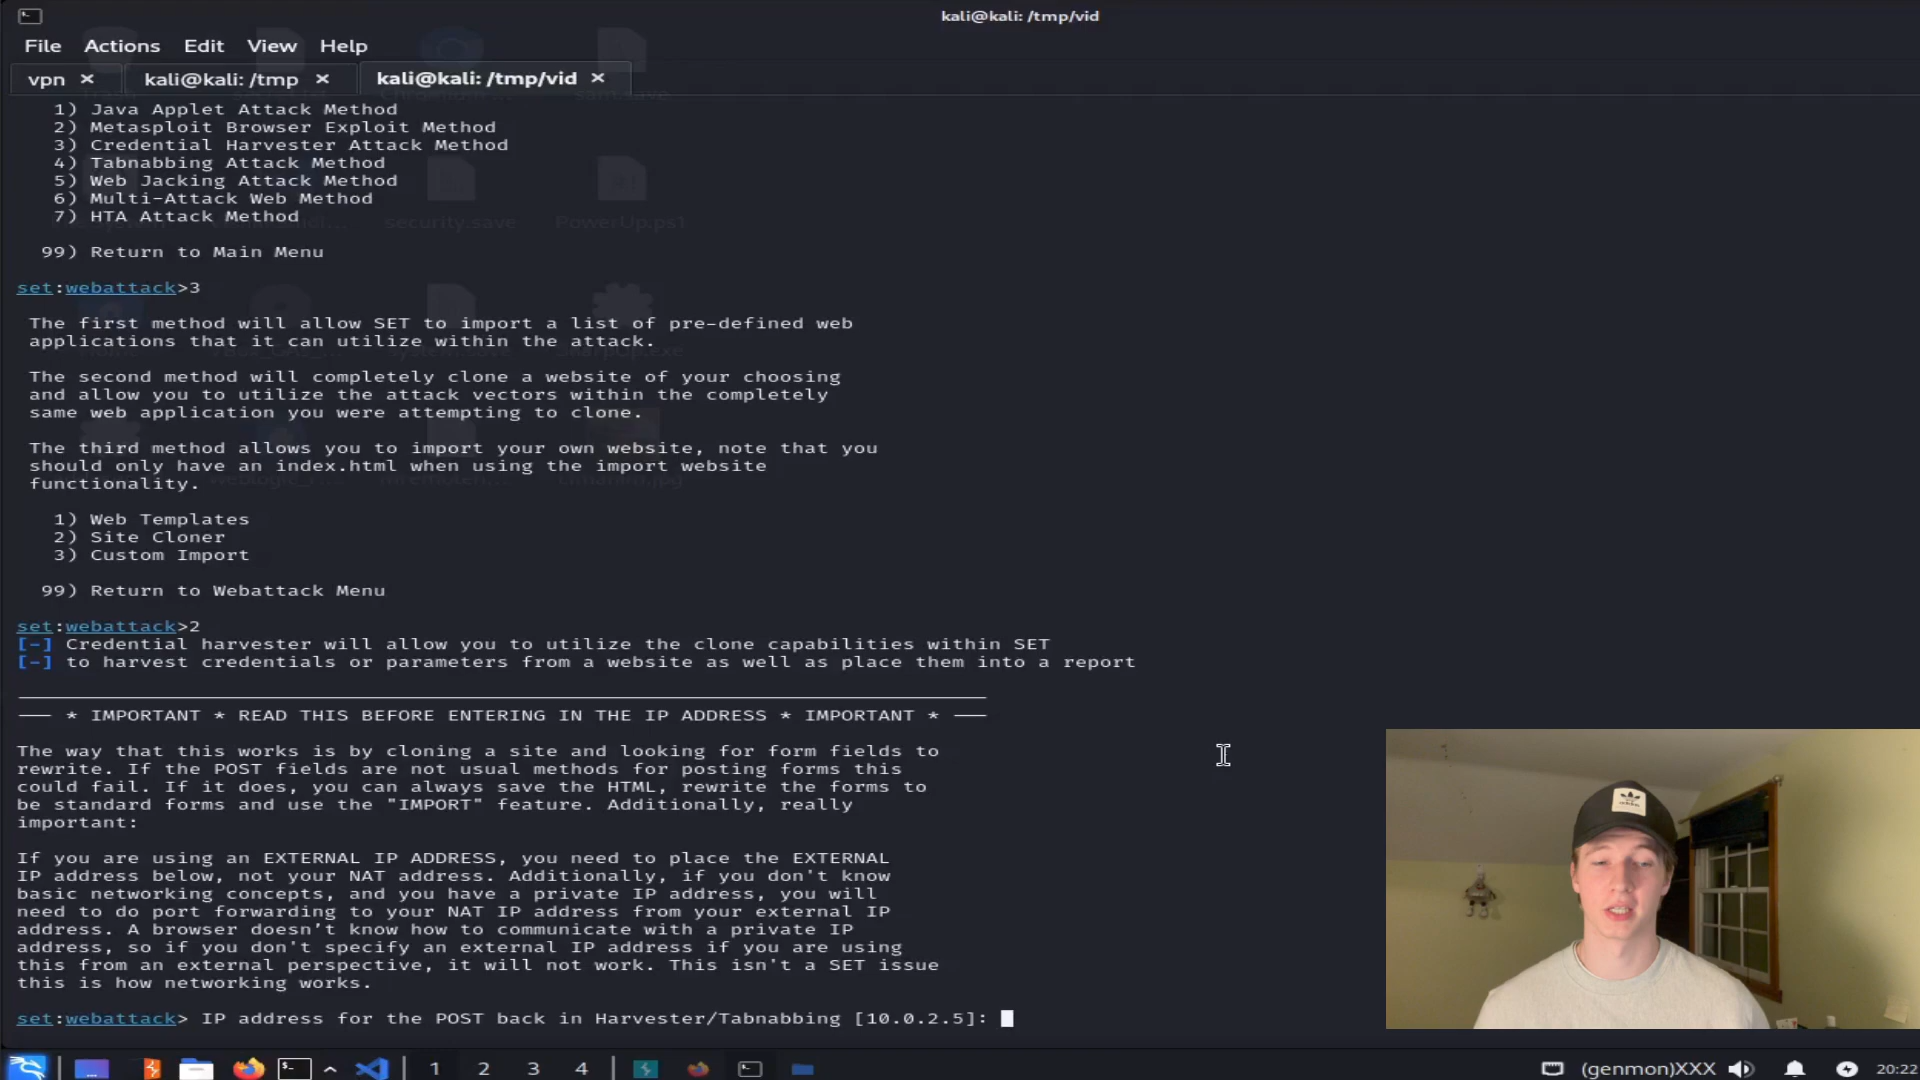 kali@kali: /tmp/vid
File Actions Edit View Help
vpn × kali@kali: /tmp × kali@kali: /tmp/vid ×
1) Java Applet Attack Method
2) Metasploit Browser Exploit Method
3) Credential Harvester Attack Method
4) Tabnabbing Attack Method
5) Web Jacking Attack Method
6) Multi-Attack Web Method
7) HTA Attack Method
security.save PowerUp.ps1
99) Return to Main Menu
set:webattack>3
The first method will allow SET to import a list of pre-defined web
applications that it can utilize within the attack.
The second method will completely clone a website of your choosing
and allow you to utilize the attack vectors within the completely
same web application you were attempting to clone.
The third method allows you to import your own website, note that you
should only have an index.html when using the import website
functionality.
1) Web Templates
2) Site Cloner
3) Custom Import
99) Return to Webattack Menu
set:webattack>2
[-] Credential harvester will allow you to utilize the clone capabilities within SET
[-] to harvest credentials or parameters from a website as well as place them into a report
—— * IMPORTANT * READ THIS BEFORE ENTERING IN THE IP ADDRESS * IMPORTANT * ——
The way that this works is by cloning a site and looking for form fields to
rewrite. If the POST fields are not usual methods for posting forms this
could fail. If it does, you can always save the HTML, rewrite the forms to
be standard forms and use the "IMPORT" feature. Additionally, really
important:
If you are using an EXTERNAL IP ADDRESS, you need to place the EXTERNAL
IP address below, not your NAT address. Additionally, if you don't know
basic networking concepts, and you have a private IP address, you will
need to do port forwarding to your NAT IP address from your external IP
address. A browser doesn't know how to communicate with a private IP
address, so if you don't specify an external IP address if you are using
this from an external perspective, it will not work. This isn't a SET issue
this is how networking works.
set:webattack> IP address for the POST back in Harvester/Tabnabbing [10.0.2.5]:
1 2 3 4 (genmon)XXX 20:22